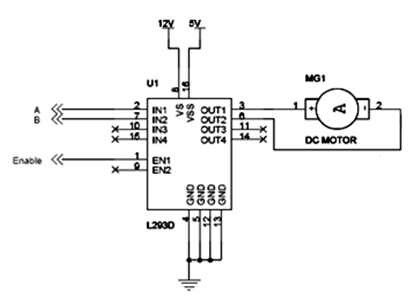 12V 5V
U1
8 16
VS VSS
A 2 IN1 OUT1 3
B 7 IN2 OUT2 6
10 IN3 OUT3 11
15 IN4 OUT4 14
Enable 1 EN1
9 EN2
GND GND GND GND
L293D
4 5 12 13
MG1
1 + A - 2
DC MOTOR